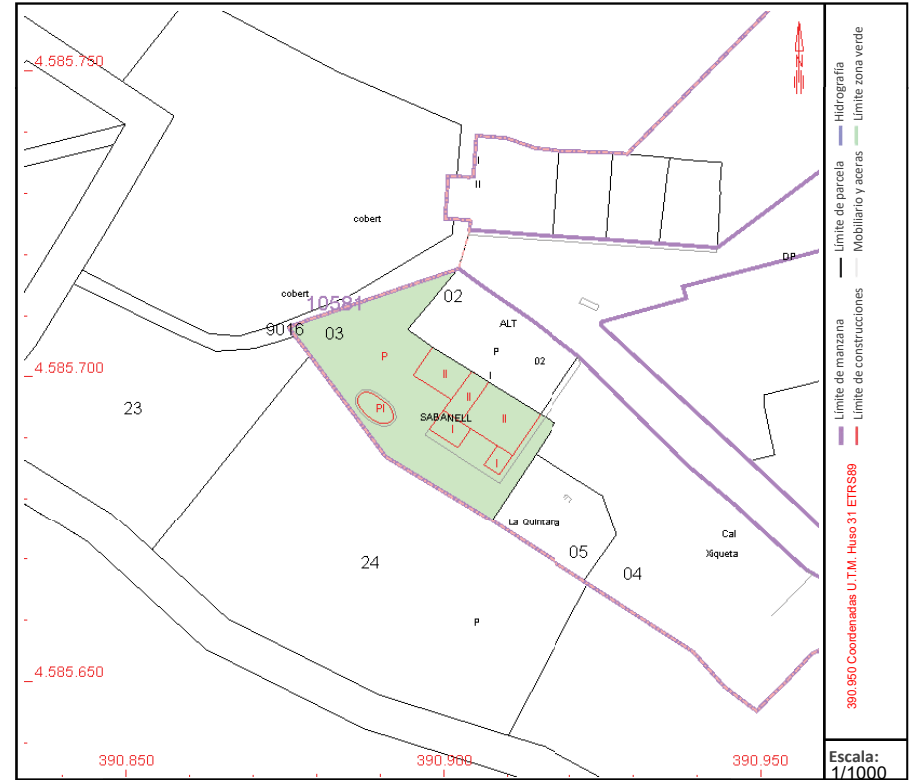 4.585.750
I
II
cobert
DP
cobert
10581
02
9016
03
ALT
P
P
I
02
4.585.700
II
II
23
PI
SABANELL
II
I
I
La Quintana
9
05
Cal
Xiqueta
24
04
P
4.585.650
390.850
390.900
390.950
N
Hidrografía
Límite zona verde
Límite de parcela
Mobiliario y aceras
Límite de manzana
Límite de construcciones
390.950 Coordenadas U.T.M. Huso 31 ETRS89
Escala:
1/1000